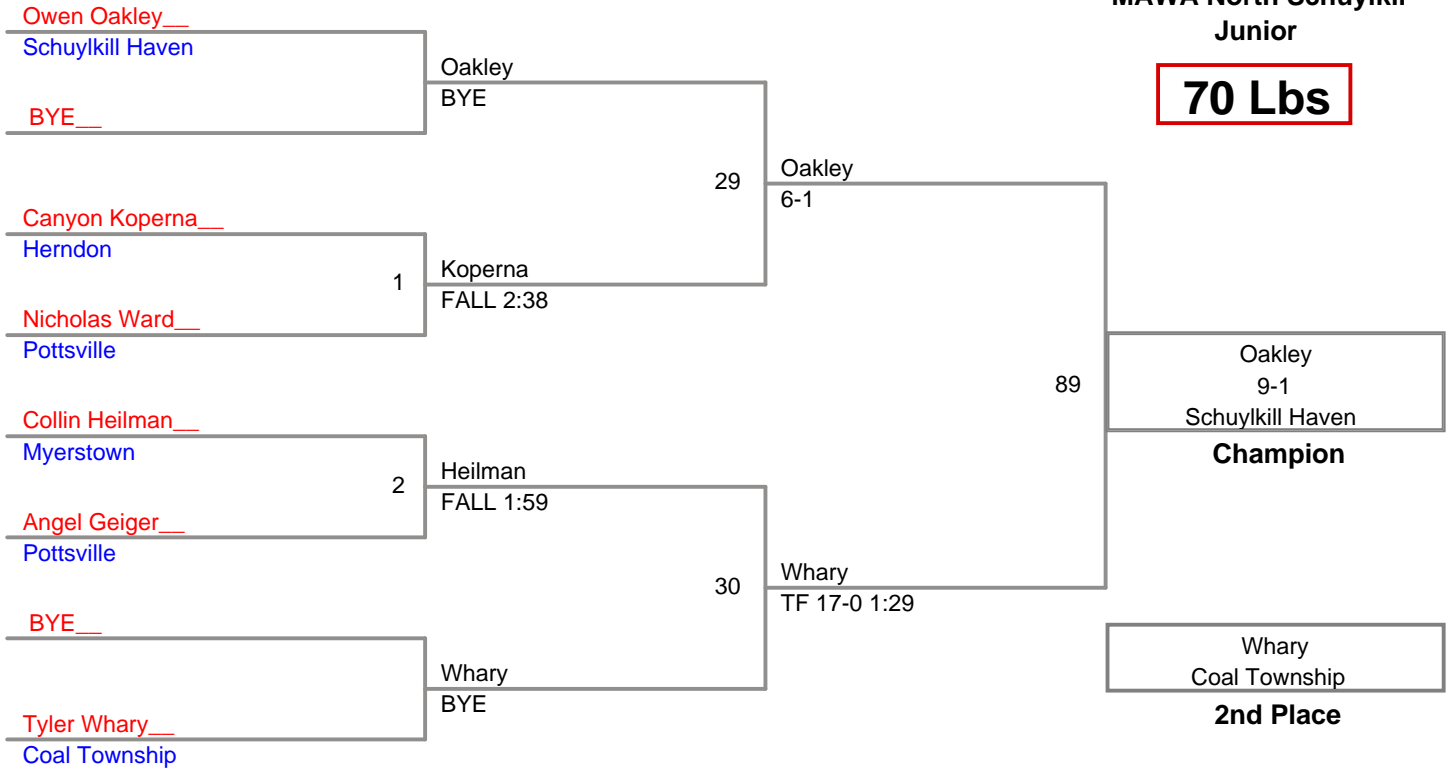 MAWA North Schuylkil
Junior
70 Lbs
Owen Oakley__
Schuylkill Haven
BYE__
Oakley
BYE
Canyon Koperna__
Herndon
1
Nicholas Ward__
Pottsville
Koperna
FALL 2:38
29
Oakley
6-1
Collin Heilman__
Myerstown
2
Angel Geiger__
Pottsville
Heilman
FALL 1:59
BYE__
Tyler Whary__
Coal Township
Whary
BYE
30
Whary
TF 17-0 1:29
89
Oakley
9-1
Schuylkill Haven
Champion
Whary
Coal Township
2nd Place